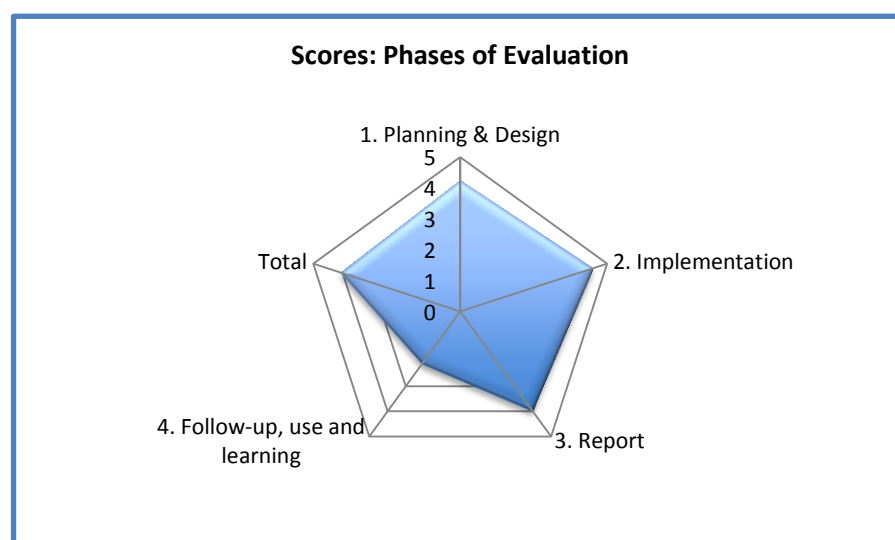 Scores: Phases of Evaluation
1. Planning & Design
5
4
3
2
1
0
2. Implementation
3. Report
4. Follow-up, use and
learning
Total